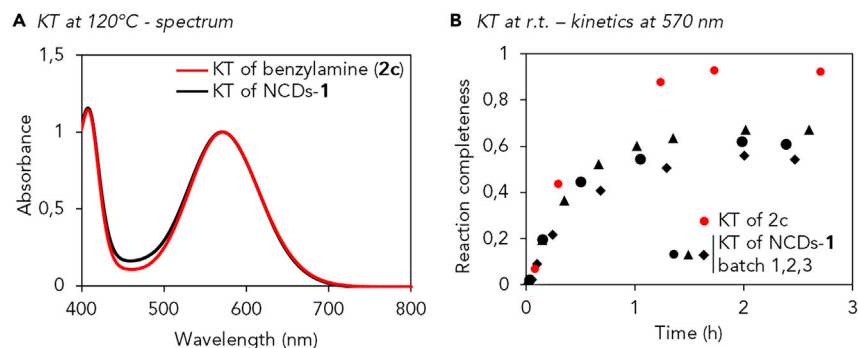 A KT at 120°C - spectrum
1,5
1
0,5
0
400
500
600
700
800
Absorbance
Wavelength (nm)
KT of benzylamine (2c)
KT of NCDs-1
B KT at r.t. – kinetics at 570 nm
1
0,8
0,6
0,4
0,2
0
0
1
2
3
Reaction completeness
Time (h)
KT of 2c
KT of NCDs-1
batch 1,2,3